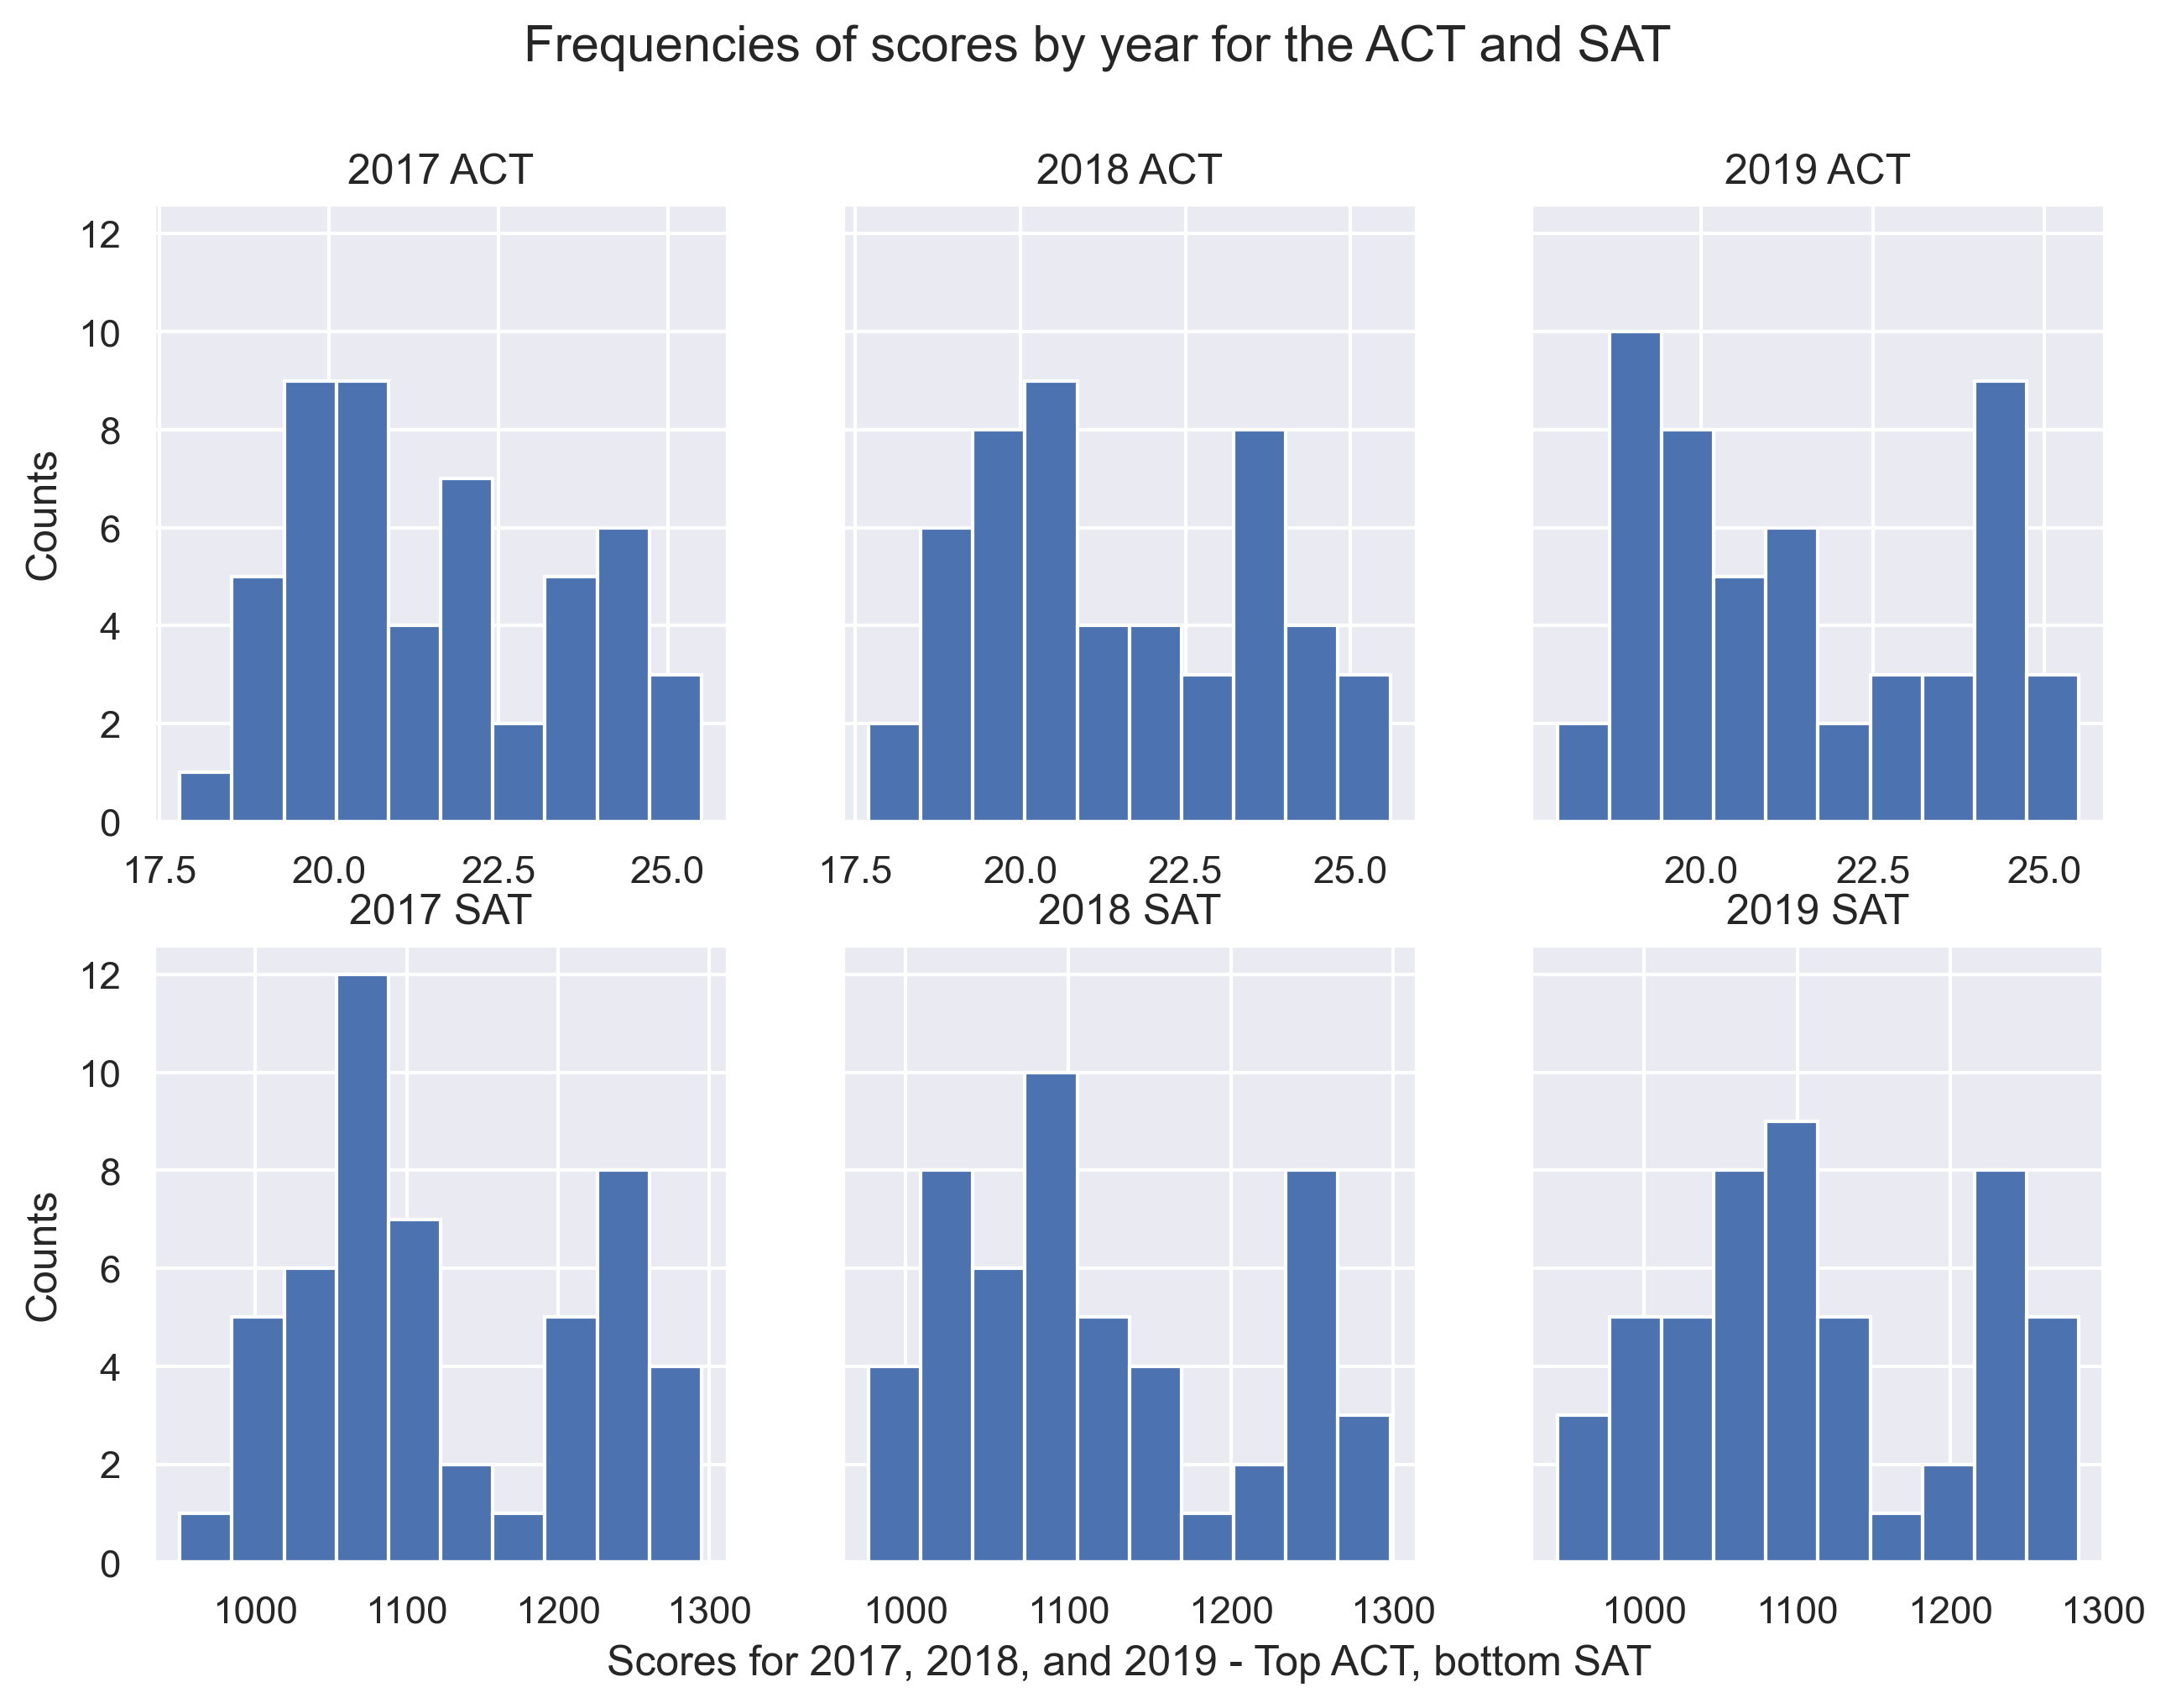 Frequencies of scores by year for the ACT and SAT
2017 ACT
2018 ACT
2019 ACT
Counts
12
10
8
6
4
2
0
17.5 20.0 22.5 25.0
17.5 20.0 22.5 25.0
20.0 22.5 25.0
2017 SAT
2018 SAT
2019 SAT
Counts
12
10
8
6
4
2
0
1000 1100 1200 1300
1000 1100 1200 1300
1000 1100 1200 1300
Scores for 2017, 2018, and 2019 - Top ACT, bottom SAT